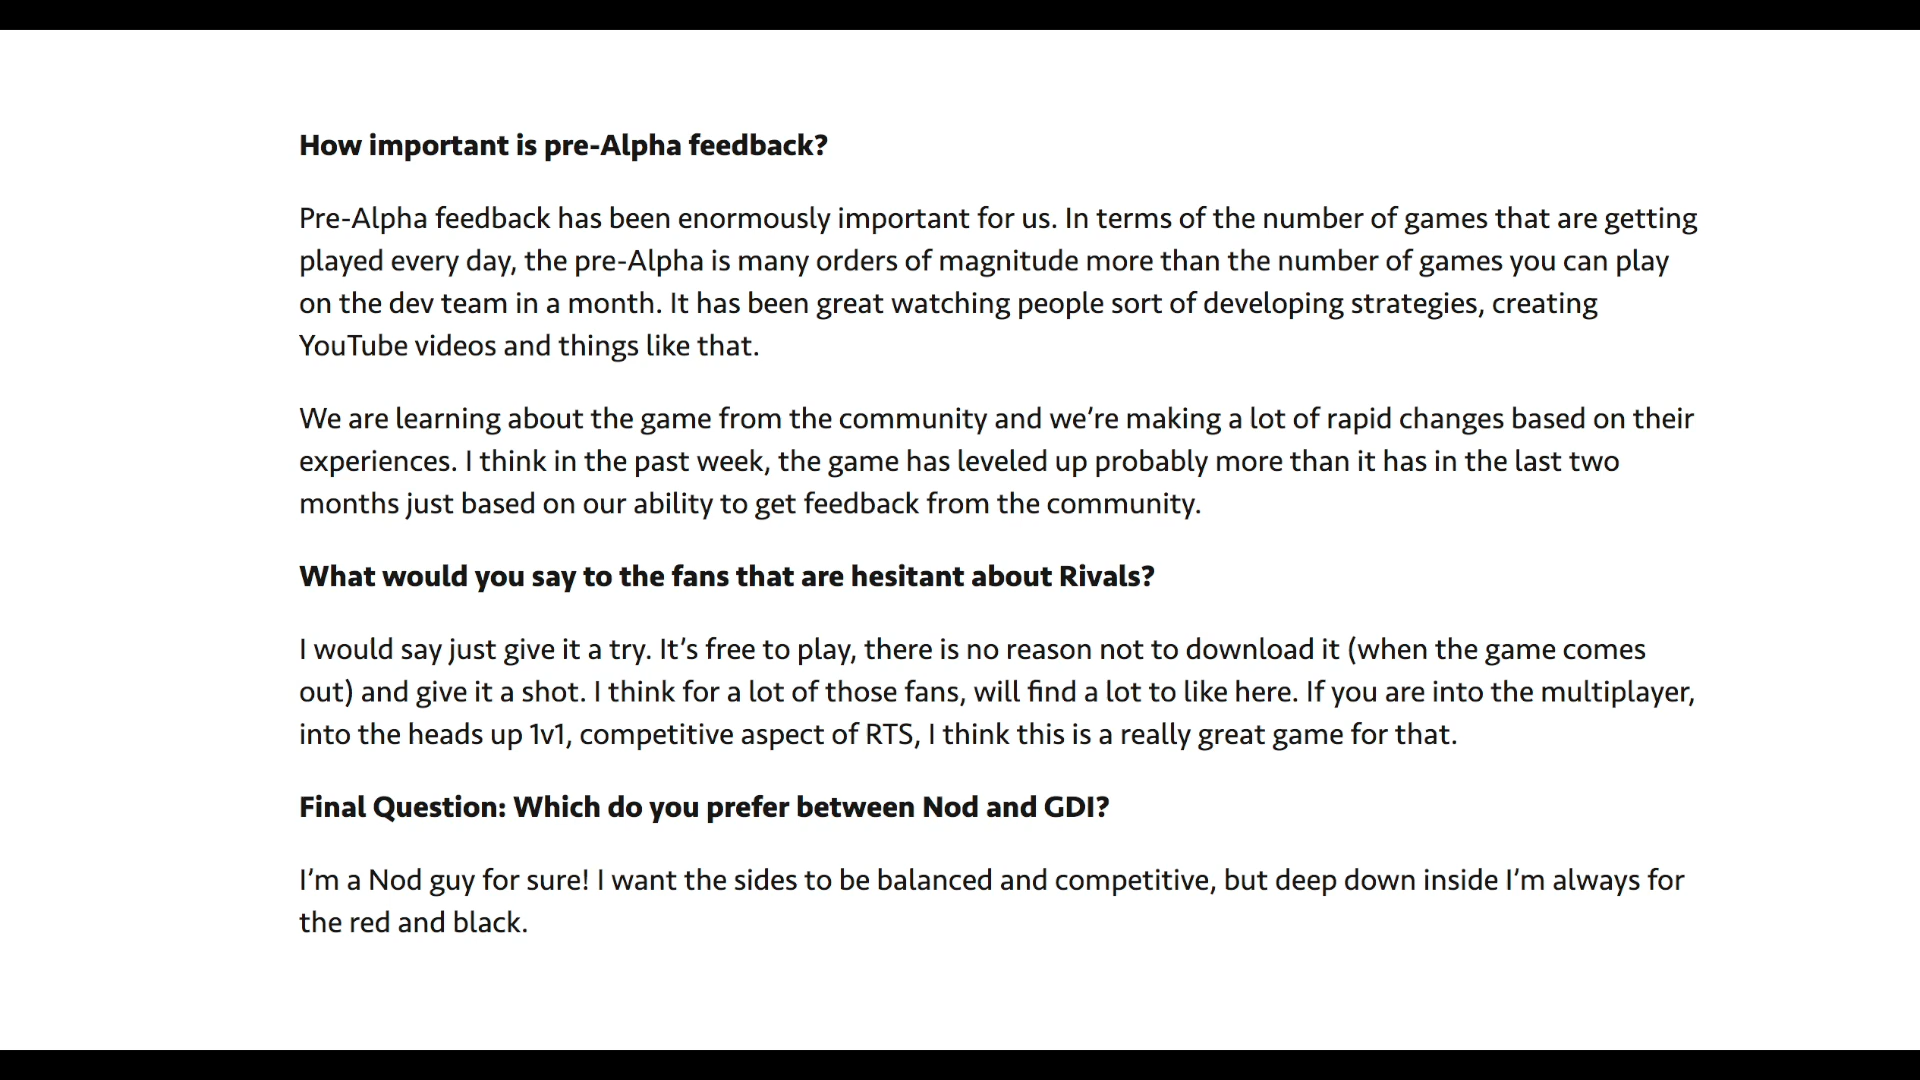 How important is pre-Alpha feedback?
Pre-Alpha feedback has been enormously important for us. In terms of the number of games that are getting
played every day, the pre-Alpha is many orders of magnitude more than the number of games you can play
on the dev team in a month. It has been great watching people sort of developing strategies, creating
YouTube videos and things like that.
We are learning about the game from the community and we’re making a lot of rapid changes based on their
experiences. I think in the past week, the game has leveled up probably more than it has in the last two
months just based on our ability to get feedback from the community.
What would you say to the fans that are hesitant about Rivals?
I would say just give it a try. It’s free to play, there is no reason not to download it (when the game comes
out) and give it a shot. I think for a lot of those fans, will find a lot to like here. If you are into the multiplayer,
into the heads up 1v1, competitive aspect of RTS, I think this is a really great game for that.
Final Question: Which do you prefer between Nod and GDI?
I’m a Nod guy for sure! I want the sides to be balanced and competitive, but deep down inside I’m always for
the red and black.